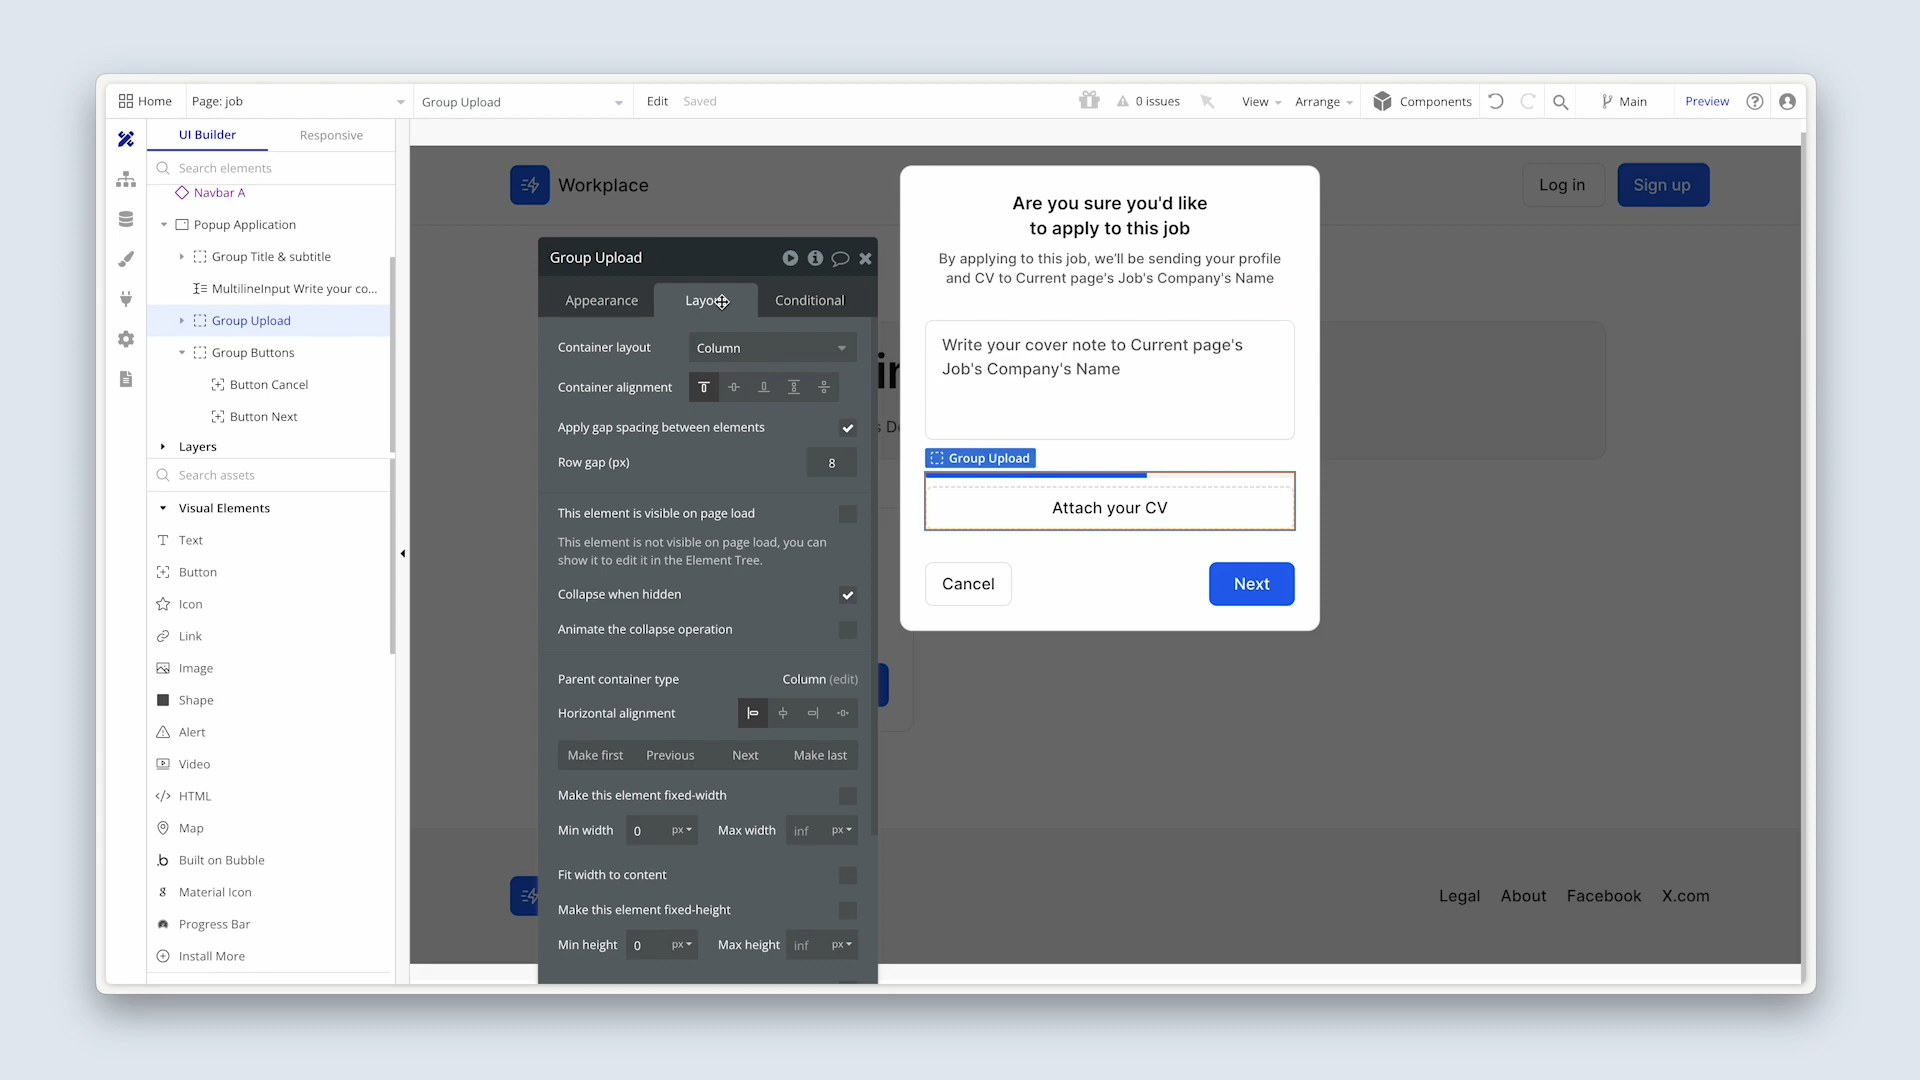 Home
Page: job
Group Upload
Edit
Saved
0 issues
View
Arrange
Components
Main
Preview
UI Builder
Responsive
Search elements
Navbar A
Popup Application
Group Title & subtitle
MultilineInput Write your co...
Group Upload
Group Buttons
Button Cancel
Button Next
Layers
Search assets
Visual Elements
Text
Button
Icon
Link
Image
Shape
Alert
Video
HTML
Map
Built on Bubble
Material Icon
Progress Bar
Install More
Workplace
Log in
Sign up
Group Upload
Appearance
Layout
Conditional
Container layout
Column
Container alignment
Apply gap spacing between elements
Row gap (px)
8
This element is visible on page load
This element is not visible on page load, you can
show it to edit it in the Element Tree.
Collapse when hidden
Animate the collapse operation
Parent container type
Column (edit)
Horizontal alignment
Make first
Previous
Next
Make last
Make this element fixed-width
Min width
0
px
Max width
inf
px
Fit width to content
Make this element fixed-height
Min height
0
px
Max height
inf
px
Are you sure you'd like
to apply to this job
By applying to this job, we'll be sending your profile
and CV to Current page's Job's Company's Name
Write your cover note to Current page's
Job's Company's Name
Group Upload
Attach your CV
Cancel
Next
Legal
About
Facebook
X.com